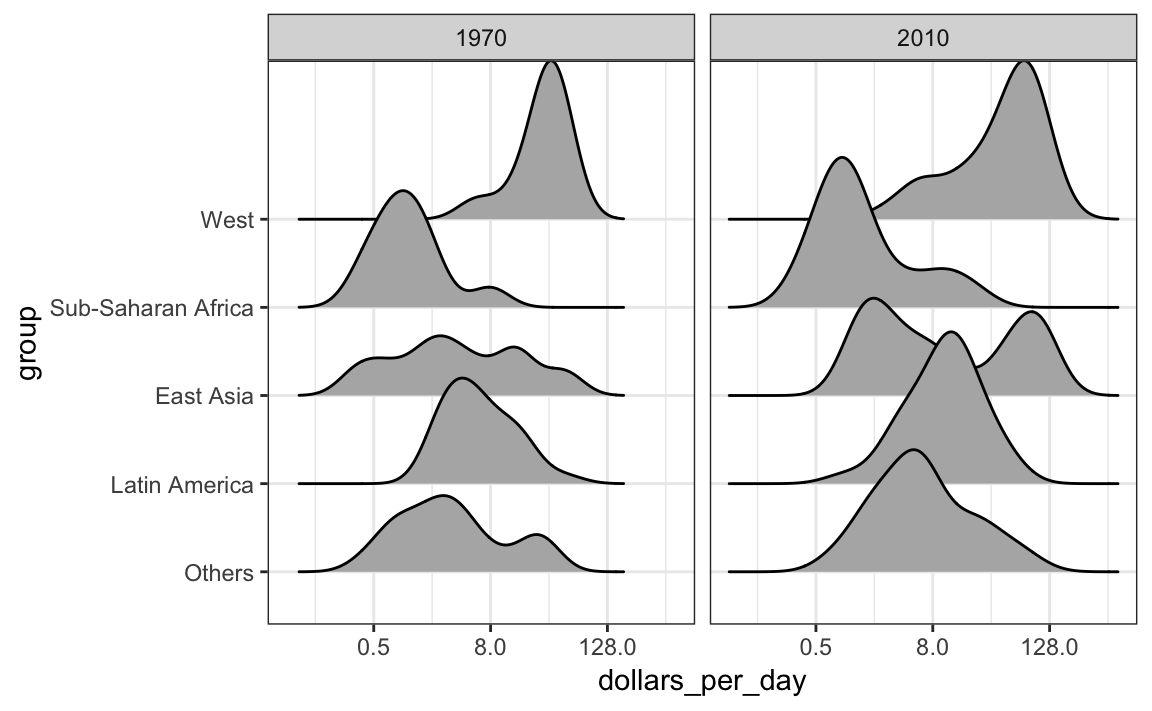 1970
2010
group
West
Sub-Saharan Africa
East Asia
Latin America
Others
0.5
8.0
128.0
0.5
8.0
128.0
dollars_per_day